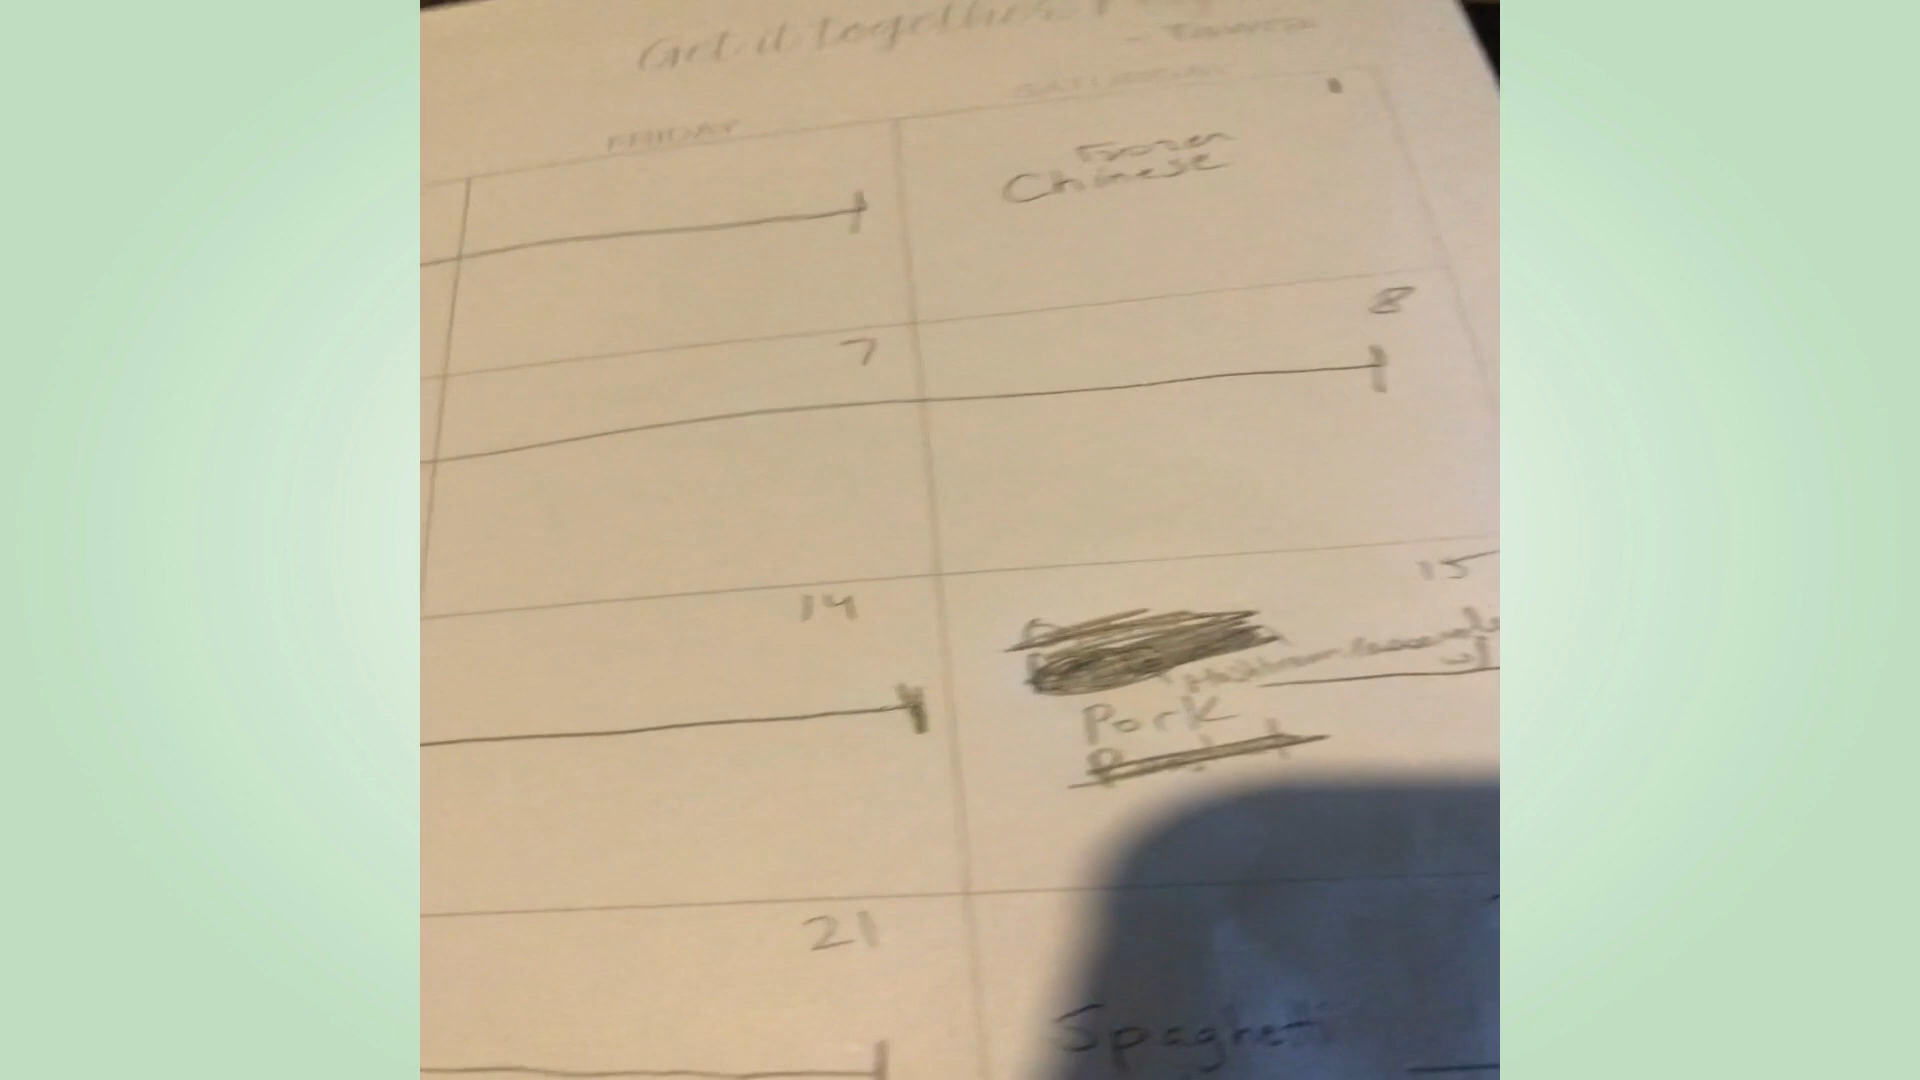 Get it together
FRIDAY
SATURDAY
1
Frozen
Chinese
7
8
14
15
w/
Pork
21
Spaghetti